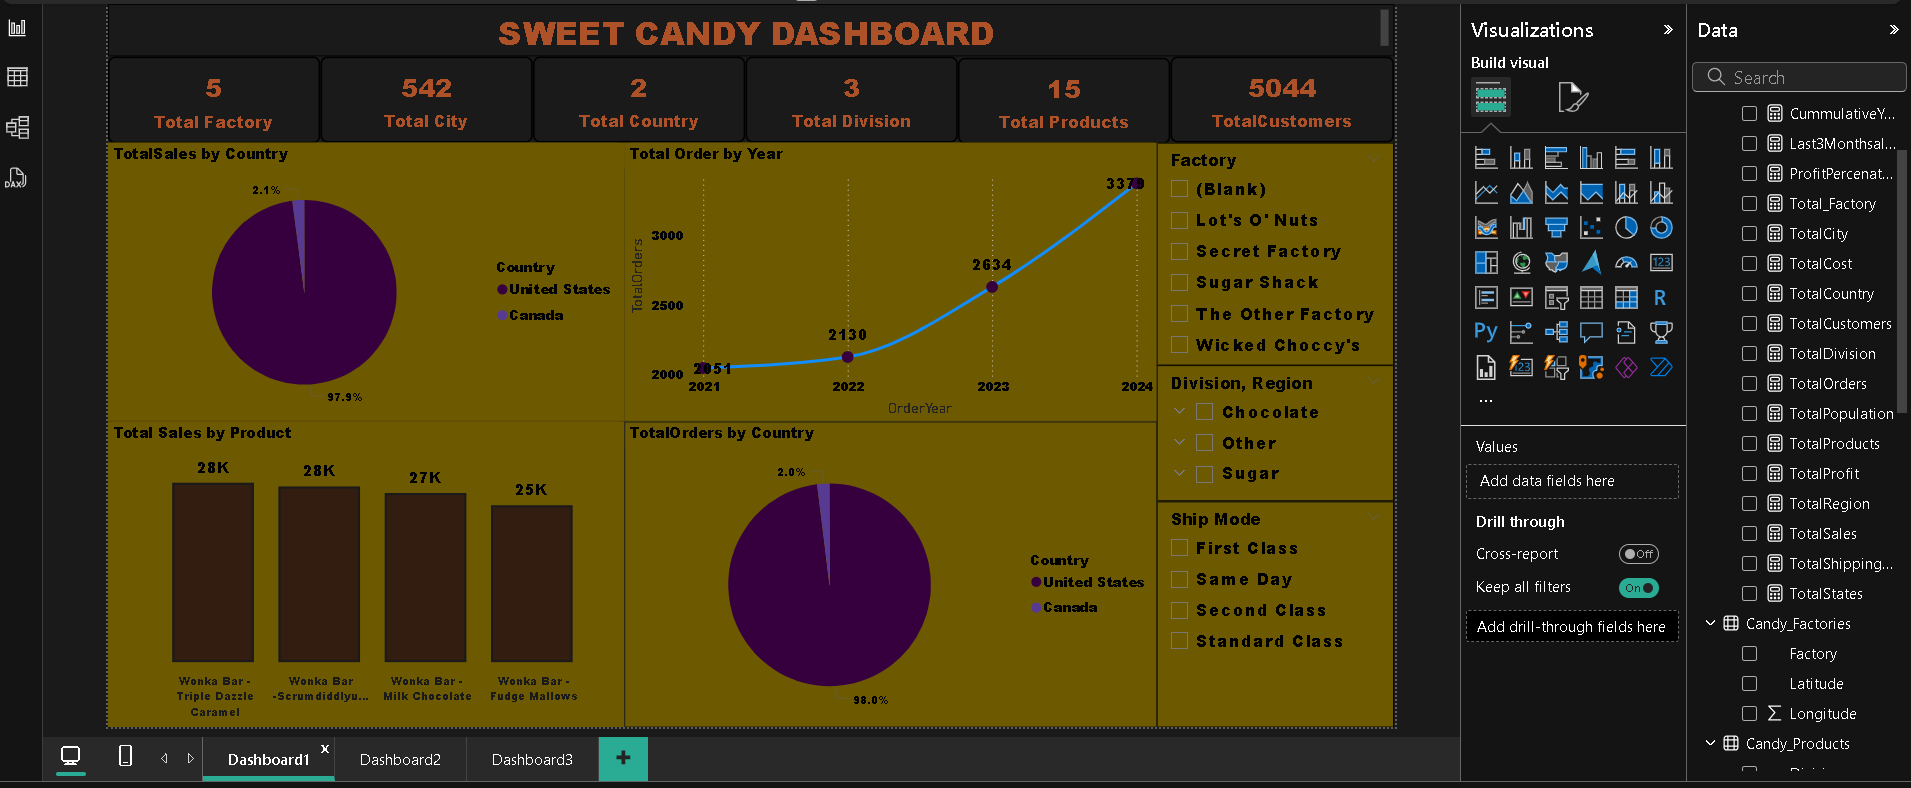 SWEET CANDY DASHBOARD
5
Total Factory
542
Total City
2
Total Country
3
Total Division
15
Total Products
5044
TotalCustomers
TotalSales by Country
2.1%
97.9%
Country
United States
Canada
Total Order by Year
TotalOrders
3000
2500
2000
2051
2130
2634
3379
2021
2022
2023
2024
OrderYear
Factory
(Blank)
Lot's O' Nuts
Secret Factory
Sugar Shack
The Other Factory
Wicked Choccy's
Division, Region
Chocolate
Other
Sugar
Ship Mode
First Class
Same Day
Second Class
Standard Class
Total Sales by Product
28K
28K
27K
25K
Wonka Bar -
Triple Dazzle
Caramel
Wonka Bar
-Scrumdiddlyu...
Wonka Bar -
Milk Chocolate
Wonka Bar -
Fudge Mallows
TotalOrders by Country
2.0%
98.0%
Country
United States
Canada
Dashboard1
x
Dashboard2
Dashboard3
+
DAX
Visualizations
»
Build visual
123
R
Py
123
...
Values
Add data fields here
Drill through
Cross-report
Off
Keep all filters
On
Add drill-through fields here
Data
»
Search
CummulativeY...
Last3Monthsal...
ProfitPercenat...
Total_Factory
TotalCity
TotalCost
TotalCountry
TotalCustomers
TotalDivision
TotalOrders
TotalPopulation
TotalProducts
TotalProfit
TotalRegion
TotalSales
TotalShipping...
TotalStates
Candy_Factories
Factory
Latitude
Longitude
Candy_Products